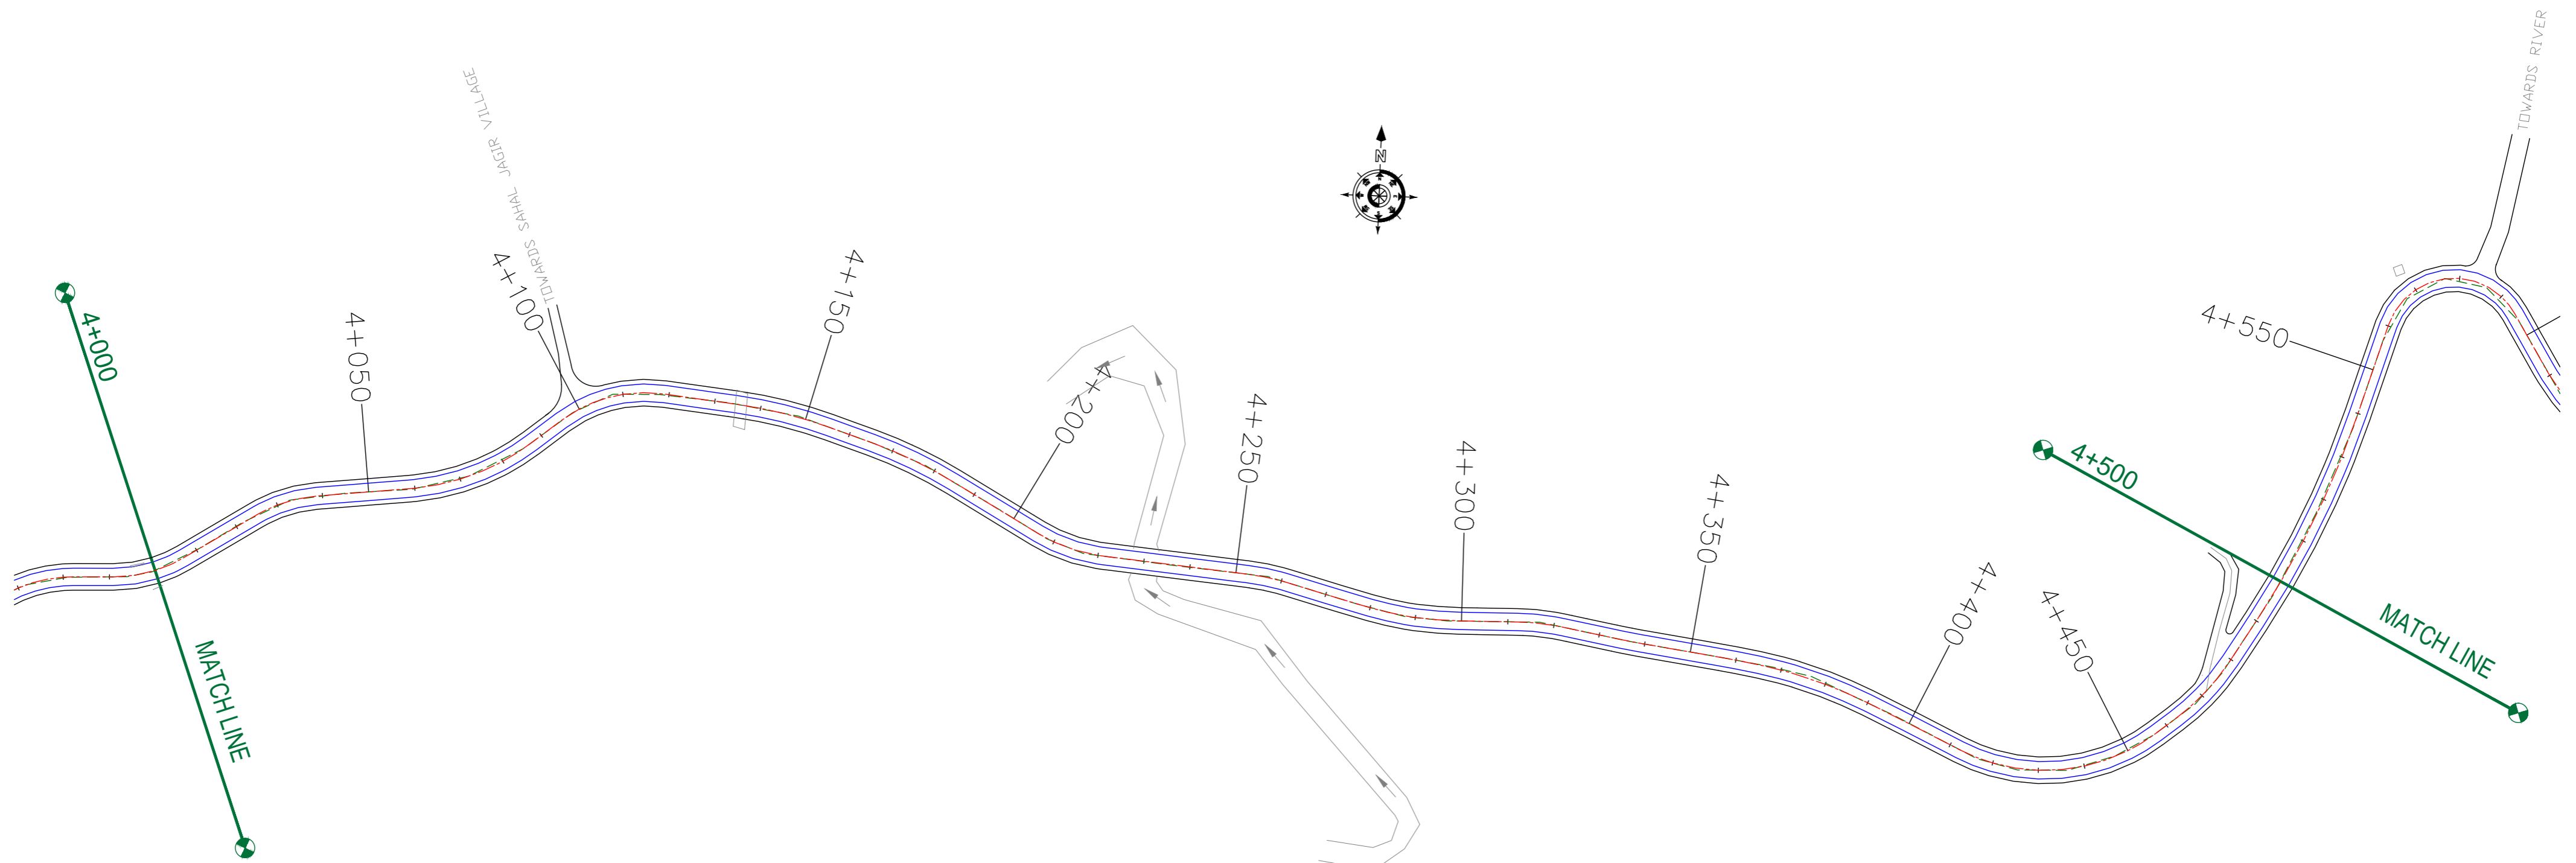 4+000
MATCH LINE
4+050
TOWARDS SAHAL JAGIR VILLAGE
4+100
4+150
4+200
4+250
N
4+300
4+350
4+400
4+450
4+500
MATCH LINE
4+550
TOWARDS RIVER